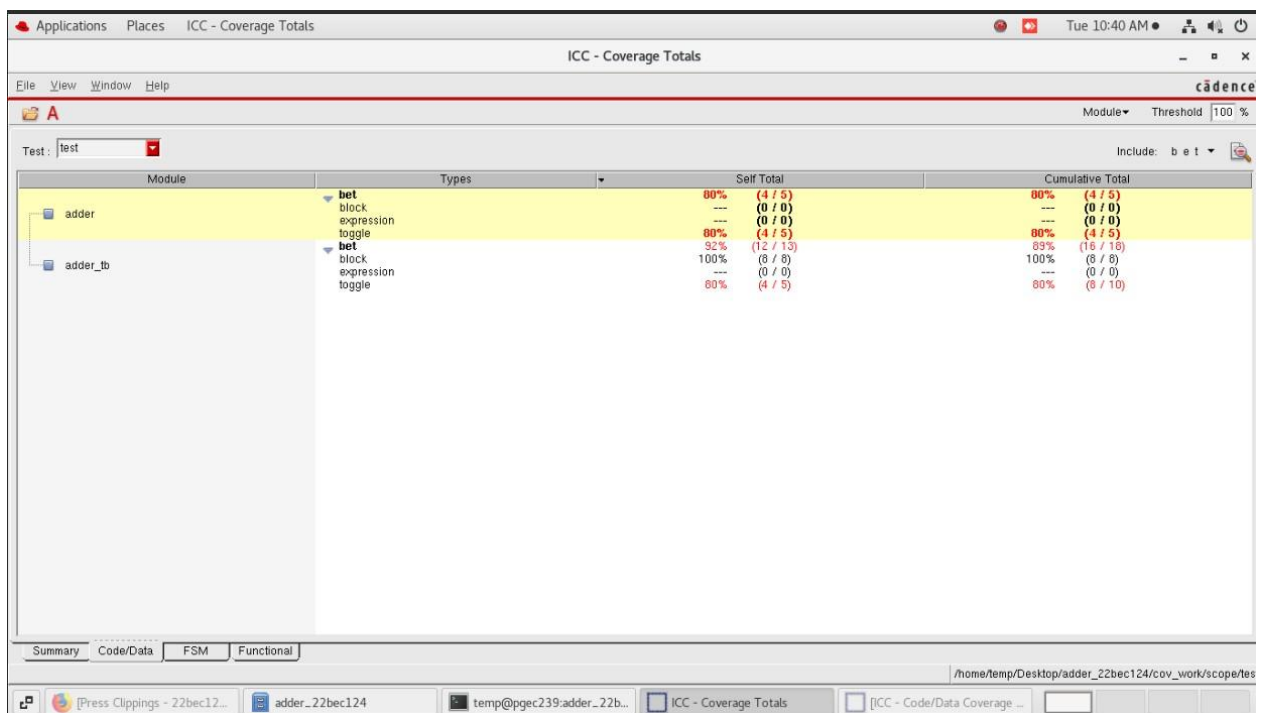 Applications Places ICC - Coverage Totals Tue 10:40 AM
ICC - Coverage Totals
File View Window Help cādence
A Module Threshold 100 %
Test : test Include: b e t
Module Types Self Total Cumulative Total
adder
bet 80% (4 / 5) 80% (4 / 5)
block --- (0 / 0) --- (0 / 0)
expression --- (0 / 0) --- (0 / 0)
toggle 80% (4 / 5) 80% (4 / 5)
adder_tb
bet 92% (12 / 13) 89% (16 / 18)
block 100% (8 / 8) 100% (8 / 8)
expression --- (0 / 0) --- (0 / 0)
toggle 80% (4 / 5) 80% (8 / 10)
Summary Code/Data FSM Functional
/home/temp/Desktop/adder_22bec124/cov_work/scope/tes
[Press Clippings - 22bec12... adder_22bec124 temp@pgec239:adder_22b... ICC - Coverage Totals [ICC - Code/Data Coverage ...